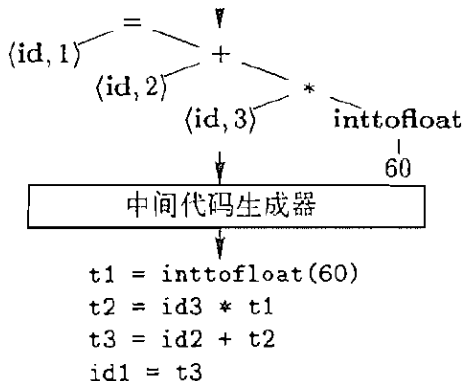 =
⟨id, 1⟩
+
⟨id, 2⟩
*
⟨id, 3⟩
inttofloat
60
中间代码生成器
t1 = inttofloat(60)
t2 = id3 * t1
t3 = id2 + t2
id1 = t3